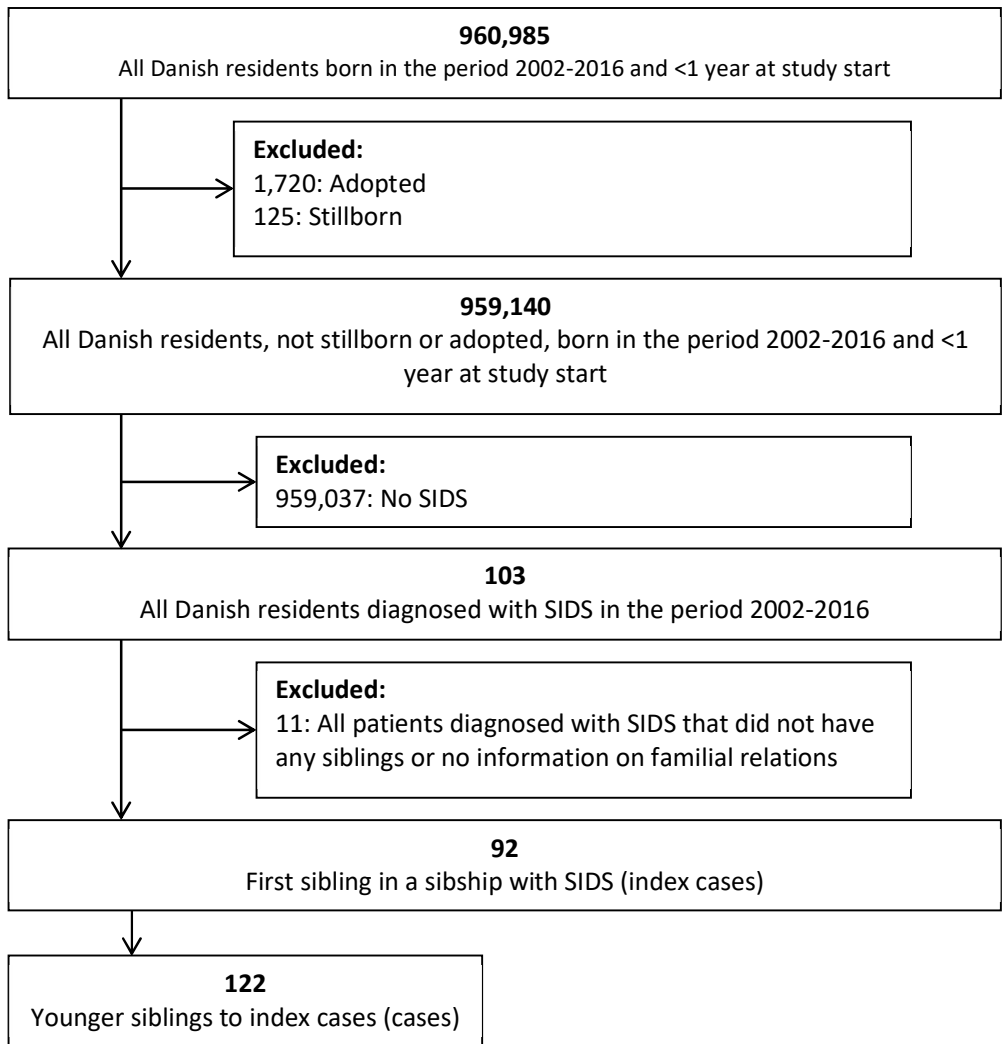 960,985
All Danish residents born in the period 2002-2016 and <1 year at study start
Excluded:
1,720: Adopted
125: Stillborn
959,140
All Danish residents, not stillborn or adopted, born in the period 2002-2016 and <1
year at study start
Excluded:
959,037: No SIDS
103
All Danish residents diagnosed with SIDS in the period 2002-2016
Excluded:
11: All patients diagnosed with SIDS that did not have
any siblings or no information on familial relations
92
First sibling in a sibship with SIDS (index cases)
122
Younger siblings to index cases (cases)